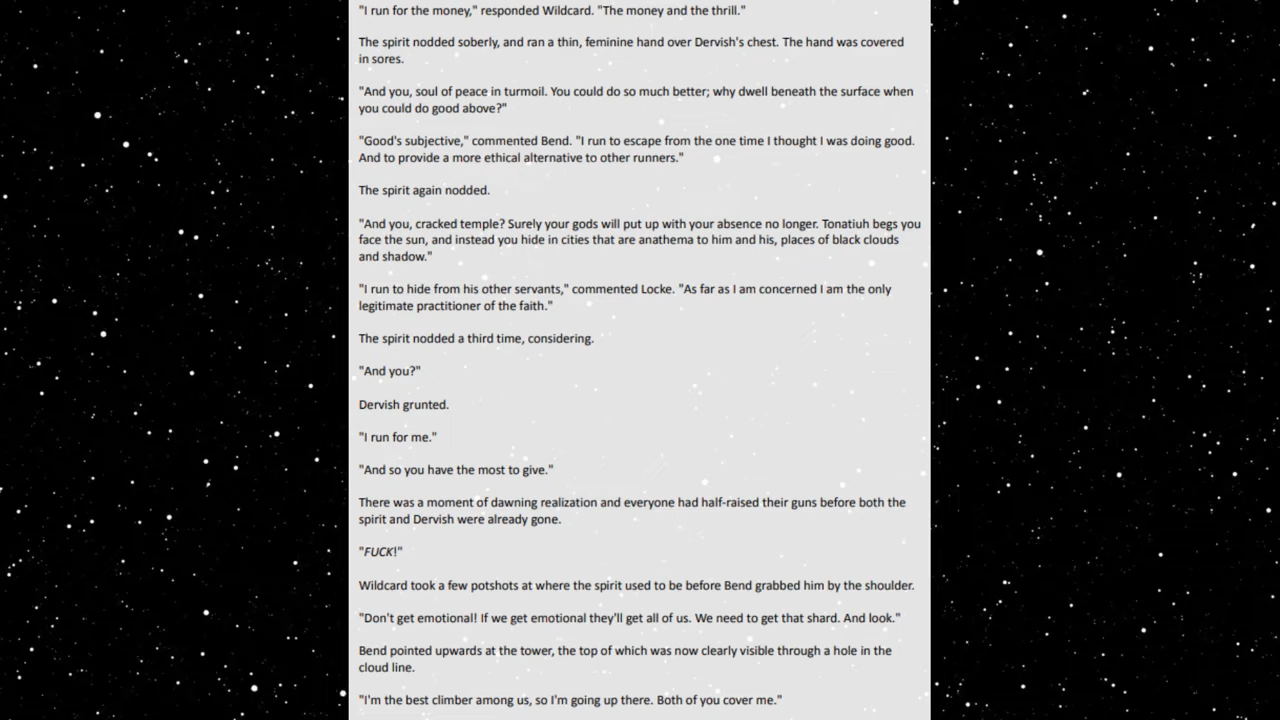 "I run for the money," responded Wildcard. "The money and the thrill."
The spirit nodded soberly, and ran a thin, feminine hand over Dervish's chest. The hand was covered
in sores.
"And you, soul of peace in turmoil. You could do so much better; why dwell beneath the surface when
you could do good above?"
"Good's subjective," commented Bend. "I run to escape from the one time I thought I was doing good.
And to provide a more ethical alternative to other runners."
The spirit again nodded.
"And you, cracked temple? Surely your gods will put up with your absence no longer. Tonatiuh begs you
face the sun, and instead you hide in cities that are anathema to him and his, places of black clouds
and shadow."
"I run to hide from his other servants," commented Locke. "As far as I am concerned I am the only
legitimate practitioner of the faith."
The spirit nodded a third time, considering.
"And you?"
Dervish grunted.
"I run for me."
"And so you have the most to give."
There was a moment of dawning realization and everyone had half-raised their guns before both the
spirit and Dervish were already gone.
"FUCK!"
Wildcard took a few potshots at where the spirit used to be before Bend grabbed him by the shoulder.
"Don't get emotional! If we get emotional they'll get all of us. We need to get that shard. And look."
Bend pointed upwards at the tower, the top of which was now clearly visible through a hole in the
cloud line.
"I'm the best climber among us, so I'm going up there. Both of you cover me."